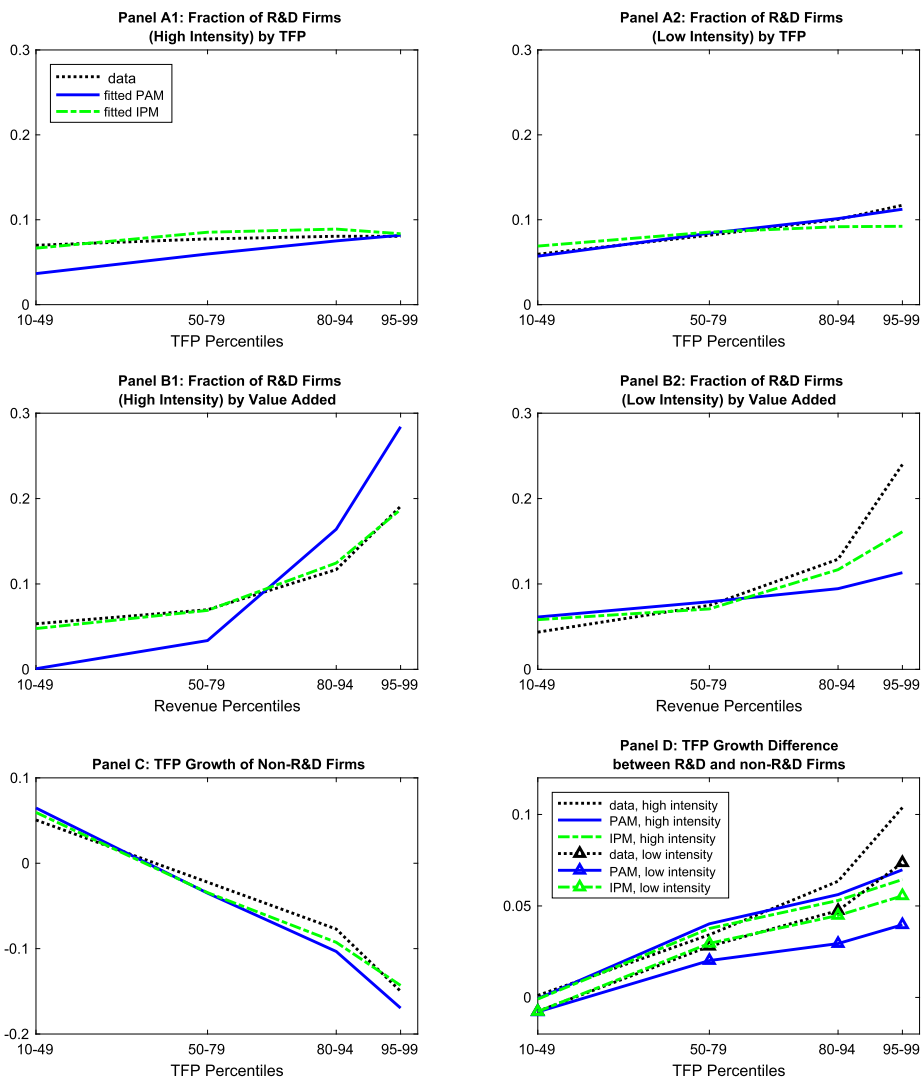 Panel A1: Fraction of R&D Firms
(High Intensity) by TFP
0.3
0.2
0.1
0
data
fitted PAM
fitted IPM
10-49 50-79 80-94 95-99
TFP Percentiles
Panel A2: Fraction of R&D Firms
(Low Intensity) by TFP
0.3
0.2
0.1
0
10-49 50-79 80-94 95-99
TFP Percentiles
Panel B1: Fraction of R&D Firms
(High Intensity) by Value Added
0.3
0.2
0.1
0
10-49 50-79 80-94 95-99
Revenue Percentiles
Panel B2: Fraction of R&D Firms
(Low Intensity) by Value Added
0.3
0.2
0.1
0
10-49 50-79 80-94 95-99
Revenue Percentiles
Panel C: TFP Growth of Non-R&D Firms
0.1
0
-0.1
-0.2
10-49 50-79 80-94 95-99
TFP Percentiles
Panel D: TFP Growth Difference
between R&D and non-R&D Firms
0.1
0.05
0
data, high intensity
PAM, high intensity
IPM, high intensity
data, low intensity
PAM, low intensity
IPM, low intensity
10-49 50-79 80-94 95-99
TFP Percentiles